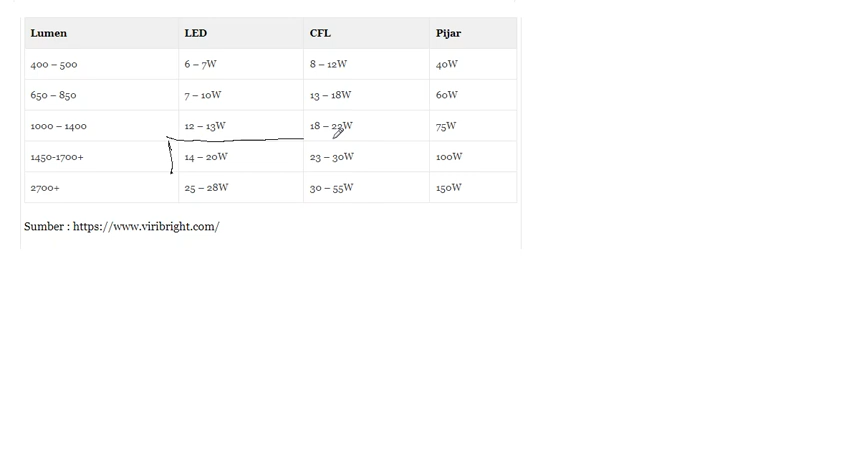 Lumen LED CFL Pijar
400 – 500 6 – 7W 8 – 12W 40W
650 – 850 7 – 10W 13 – 18W 60W
1000 – 1400 12 – 13W 18 – 22W 75W
1450-1700+ 14 – 20W 23 – 30W 100W
2700+ 25 – 28W 30 – 55W 150W
Sumber : https://www.viribright.com/